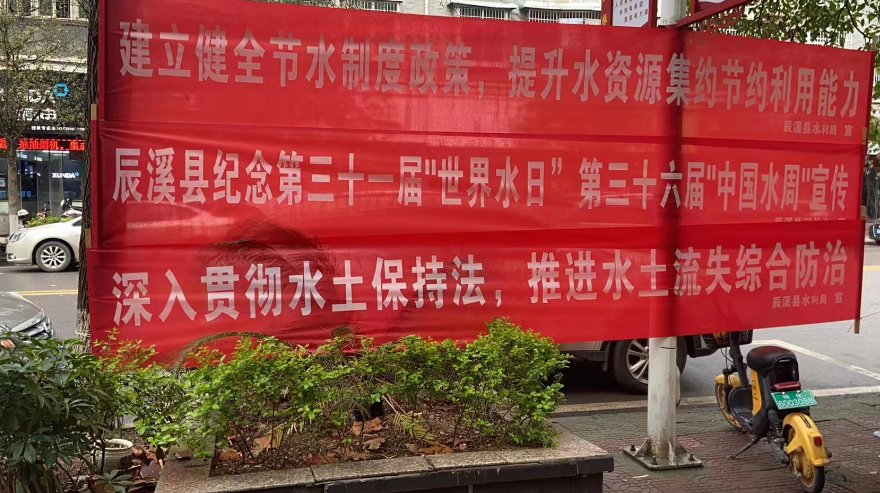 建立健全节水制度政策，提升水资源集约节约利用能力
辰溪县水利局 宣
辰溪县纪念第三十一届“世界水日” 第三十六届“中国水周”宣传
深入贯彻水土保持法，推进水土流失综合防治
辰溪县水利局 宣
XUNDA
6003088